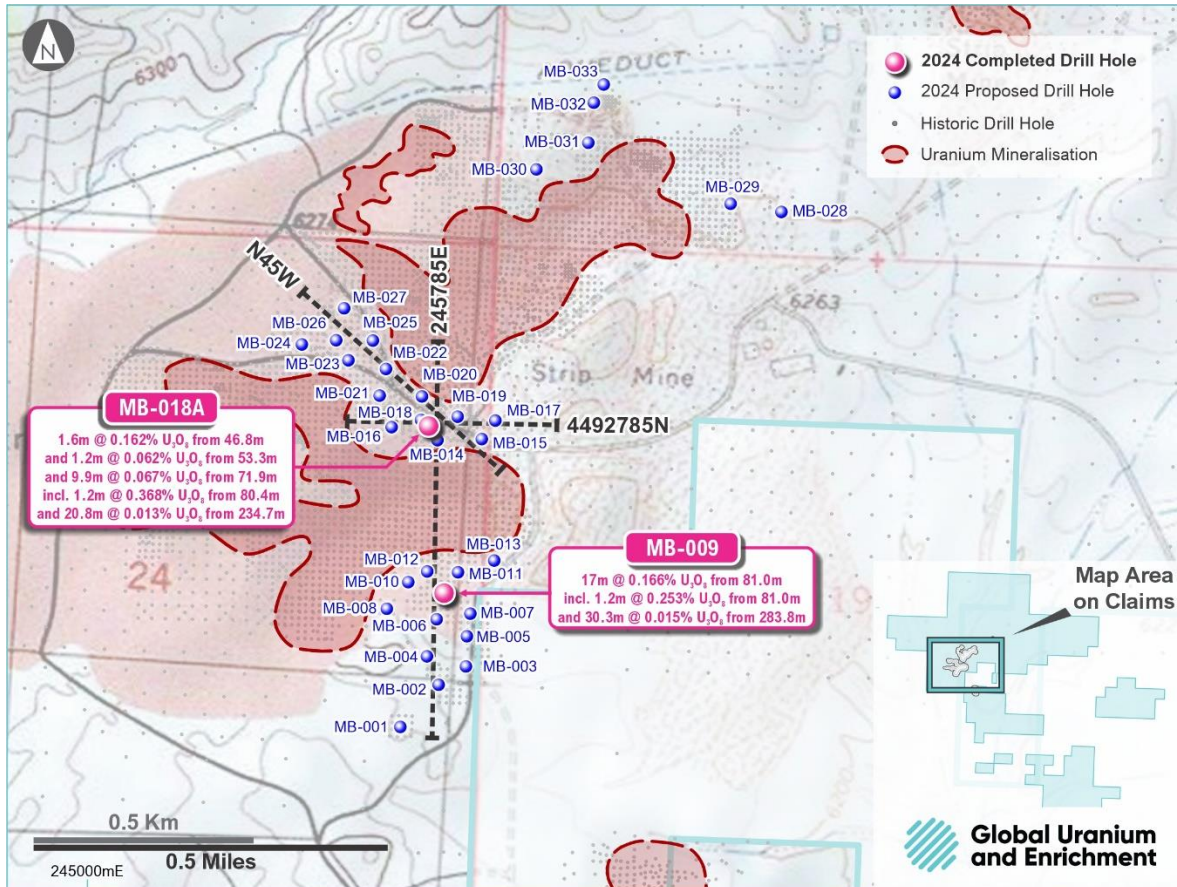 N
6300
AQUEDUCT
Strip
Mine
2024 Completed Drill Hole
2024 Proposed Drill Hole
Historic Drill Hole
Uranium Mineralisation
MB-033
MB-032
MB-031
MB-030
MB-029
MB-028
6274
6263
N45W
245785E
MB-027
MB-026
MB-025
MB-024
MB-022
MB-023
MB-020
MB-021
MB-019
MB-018
MB-017
MB-016
MB-015
MB-014
4492785N
Strip Mine
MB-018A
1.6m @ 0.162% U₃O₈ from 46.8m
and 1.2m @ 0.062% U₃O₈ from 53.3m
and 9.9m @ 0.067% U₃O₈ from 71.9m
incl. 1.2m @ 0.368% U₃O₈ from 80.4m
and 20.8m @ 0.013% U₃O₈ from 234.7m
MB-013
MB-012
MB-011
MB-010
MB-009
17m @ 0.166% U₃O₈ from 81.0m
incl. 1.2m @ 0.253% U₃O₈ from 81.0m
and 30.3m @ 0.015% U₃O₈ from 283.8m
24
19
MB-008
MB-007
MB-006
MB-005
MB-004
MB-003
MB-002
MB-001
Map Area
on Claims
0.5 Km
0.5 Miles
245000mE
Global Uranium
and Enrichment